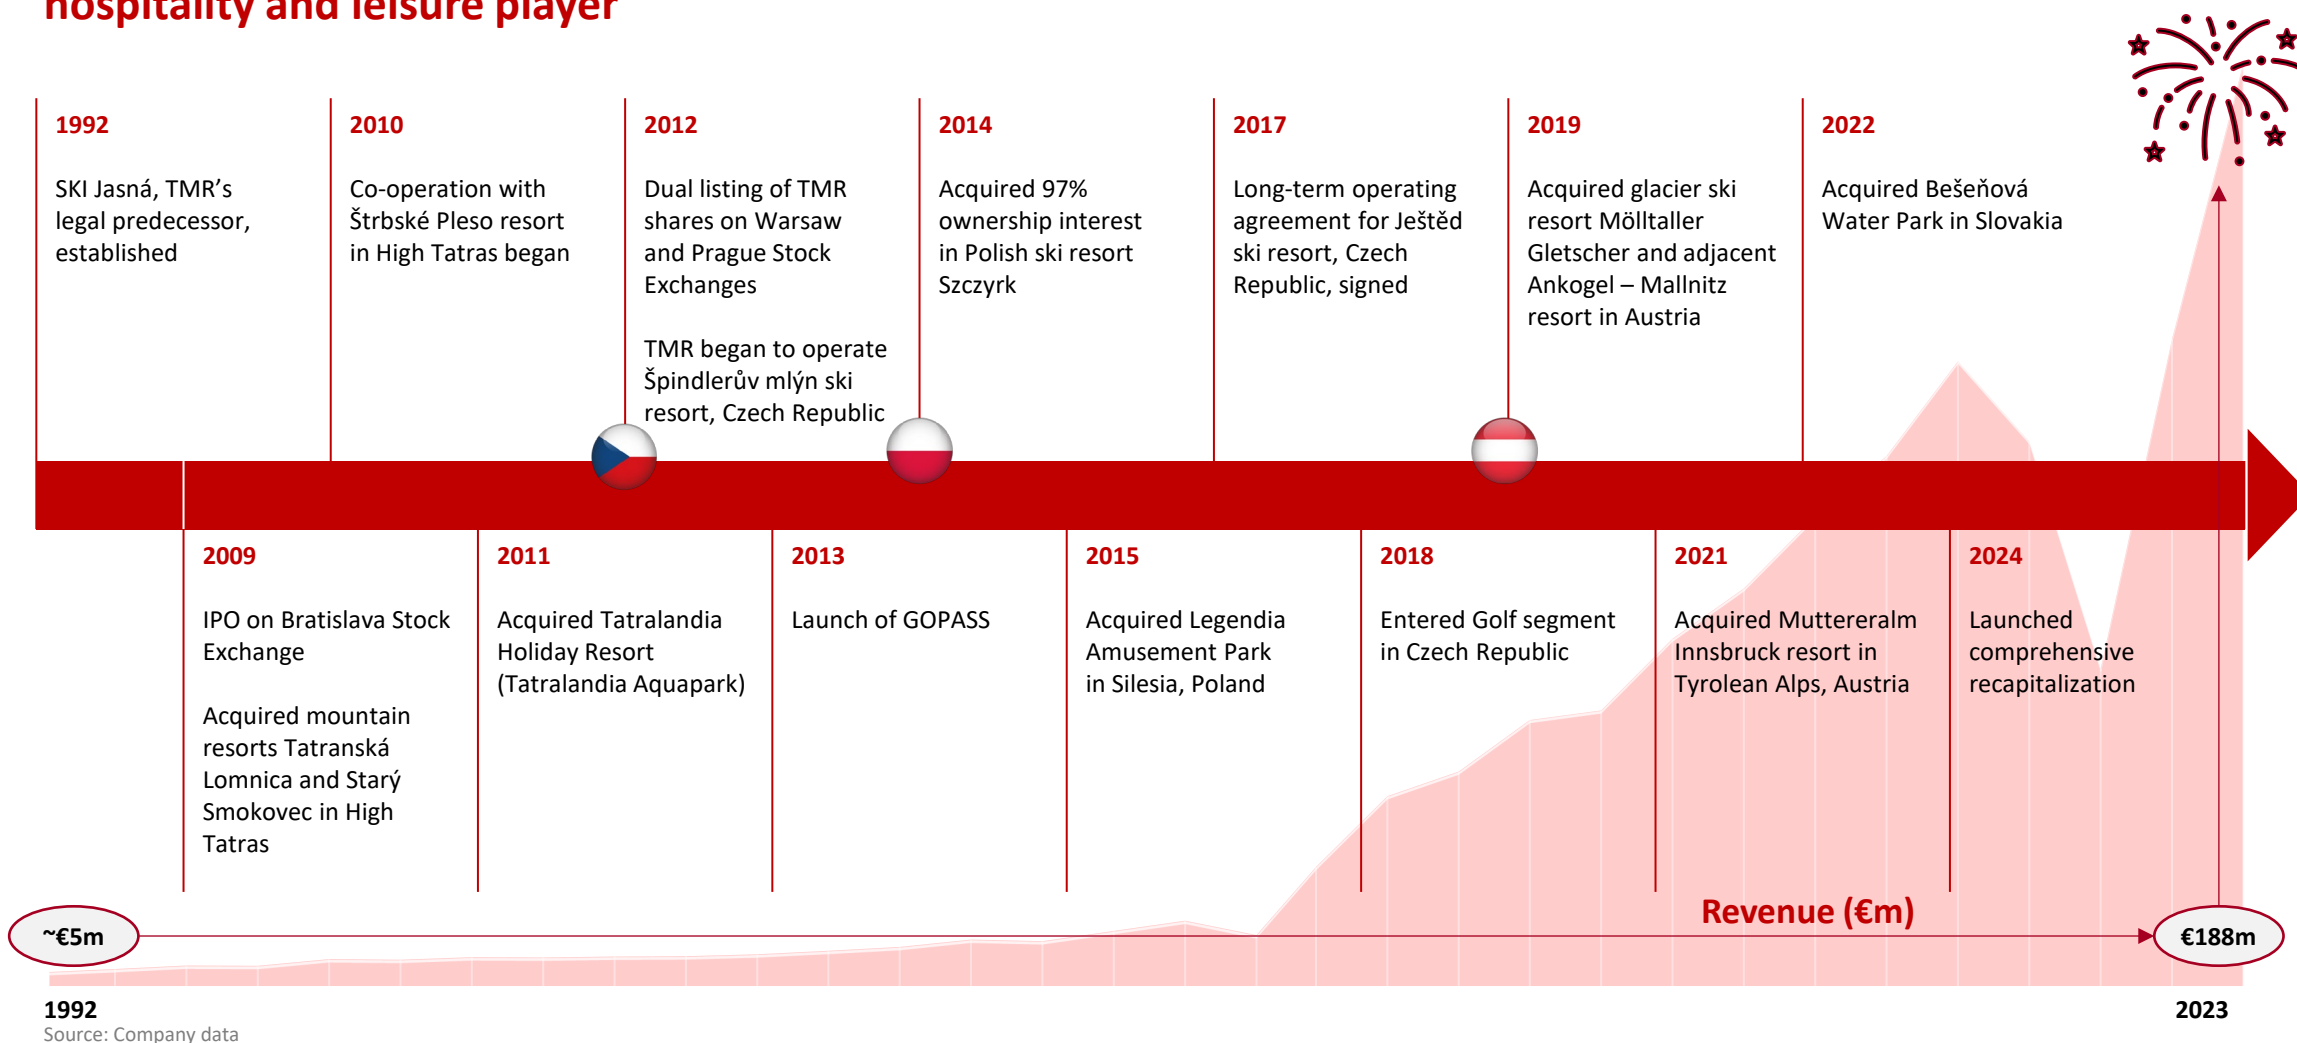 hospitality and leisure player
1992
SKI Jasná, TMR’s
legal predecessor,
established
2010
Co-operation with
Štrbské Pleso resort
in High Tatras began
2012
Dual listing of TMR
shares on Warsaw
and Prague Stock
Exchanges
TMR began to operate
Špindlerův mlýn ski
resort, Czech Republic
2014
Acquired 97%
ownership interest
in Polish ski resort
Szczyrk
2017
Long-term operating
agreement for Ještěd
ski resort, Czech
Republic, signed
2019
Acquired glacier ski
resort Mölltaller
Gletscher and adjacent
Ankogel – Mallnitz
resort in Austria
2022
Acquired Bešeňová
Water Park in Slovakia
2009
IPO on Bratislava Stock
Exchange
Acquired mountain
resorts Tatranská
Lomnica and Starý
Smokovec in High
Tatras
2011
Acquired Tatralandia
Holiday Resort
(Tatralandia Aquapark)
2013
Launch of GOPASS
2015
Acquired Legendia
Amusement Park
in Silesia, Poland
2018
Entered Golf segment
in Czech Republic
2021
Acquired Muttereralm
Innsbruck resort in
Tyrolean Alps, Austria
2024
Launched
comprehensive
recapitalization
Revenue (€m)
~€5m
€188m
1992
2023
Source: Company data